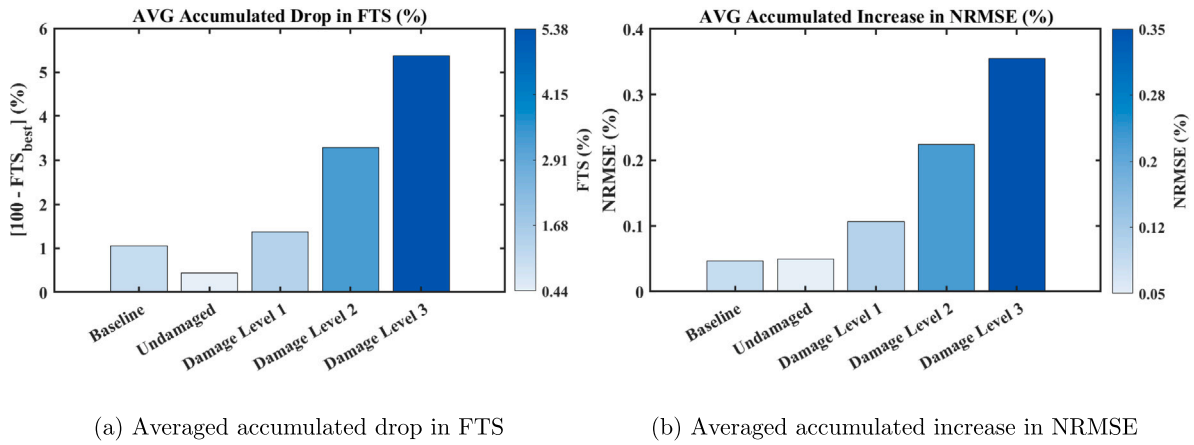 AVG Accumulated Drop in FTS (%)
[100 - FTSbest] (%)
6
5
4
3
2
1
0
Baseline
Undamaged
Damage Level 1
Damage Level 2
Damage Level 3
5.38
4.15
2.91
1.68
0.44
FTS (%)
(a) Averaged accumulated drop in FTS
AVG Accumulated Increase in NRMSE (%)
NRMSE (%)
0.4
0.3
0.2
0.1
0
Baseline
Undamaged
Damage Level 1
Damage Level 2
Damage Level 3
0.35
0.28
0.2
0.12
0.05
NRMSE (%)
(b) Averaged accumulated increase in NRMSE